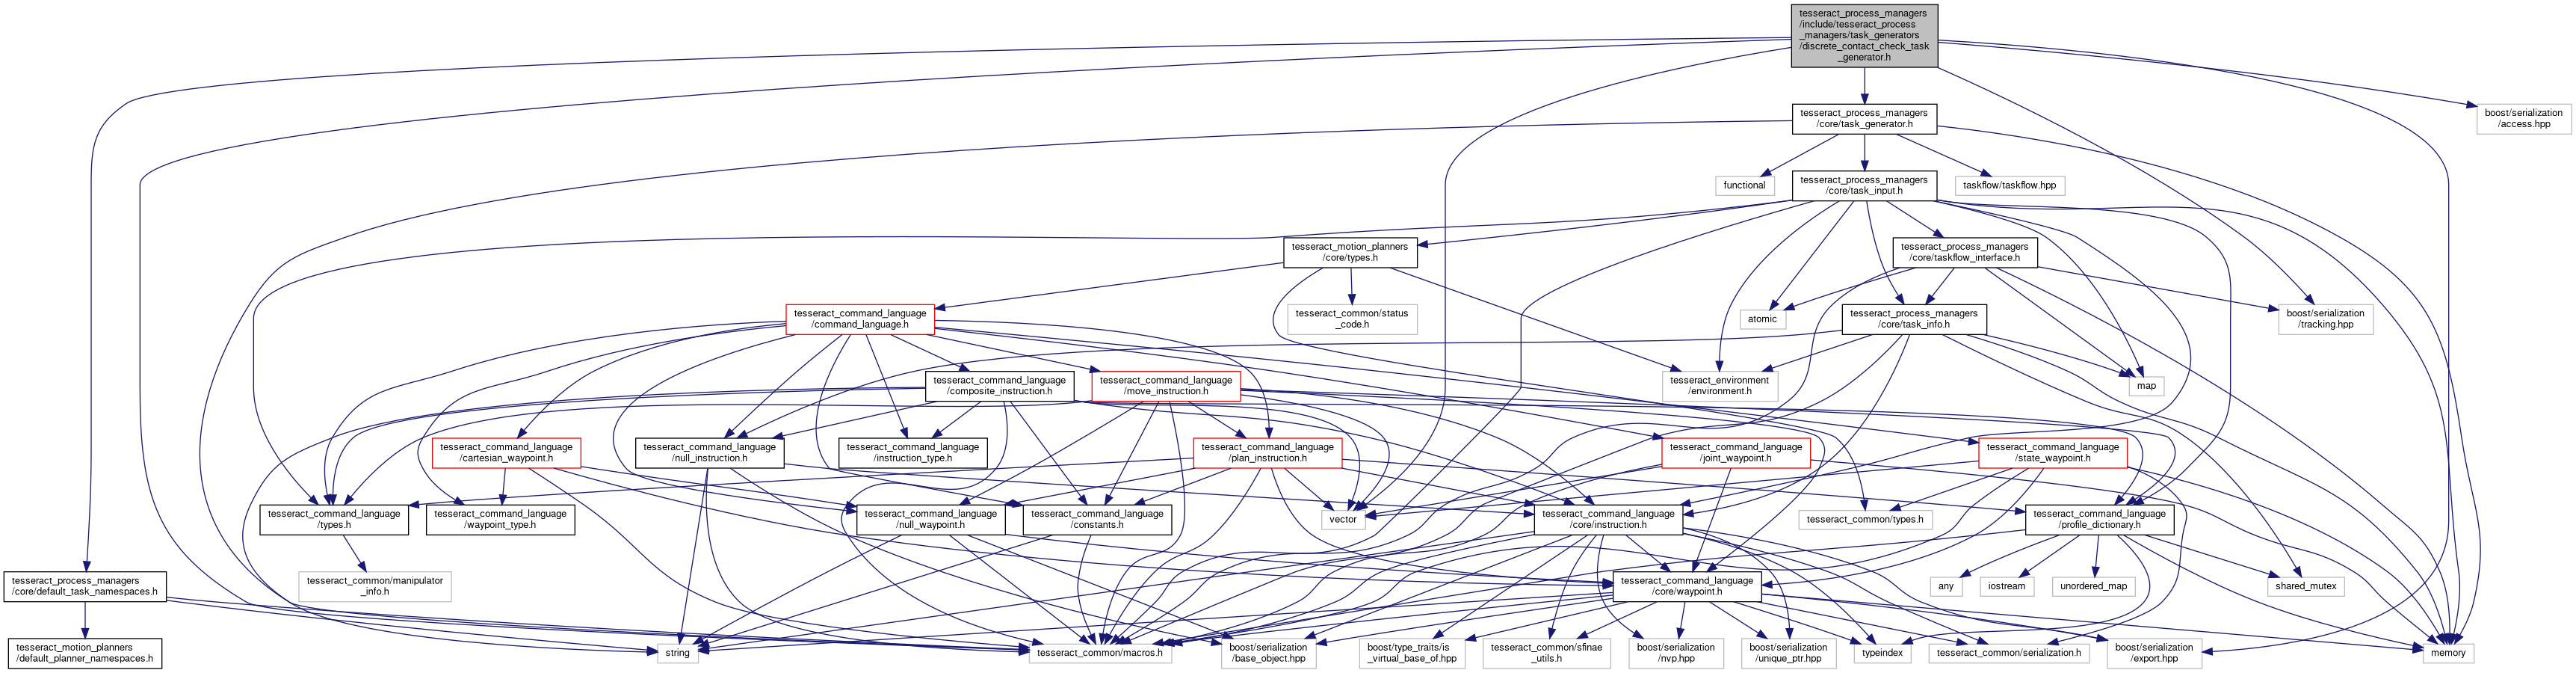 tesseract_process_managers
/include/tesseract_process
_managers/task_generators
/discrete_contact_check_task
_generator.h
tesseract_process_managers
/core/task_generator.h
boost/serialization
/access.hpp
functional
tesseract_process_managers
/core/task_input.h
taskflow/taskflow.hpp
tesseract_motion_planners
/core/types.h
tesseract_process_managers
/core/taskflow_interface.h
tesseract_command_language
/command_language.h
tesseract_common/status
_code.h
atomic
tesseract_process_managers
/core/task_info.h
boost/serialization
/tracking.hpp
tesseract_command_language
/composite_instruction.h
tesseract_command_language
/move_instruction.h
tesseract_environment
/environment.h
map
tesseract_command_language
/cartesian_waypoint.h
tesseract_command_language
/null_instruction.h
tesseract_command_language
/instruction_type.h
tesseract_command_language
/plan_instruction.h
tesseract_command_language
/joint_waypoint.h
tesseract_command_language
/state_waypoint.h
tesseract_command_language
/types.h
tesseract_command_language
/waypoint_type.h
tesseract_command_language
/null_waypoint.h
tesseract_command_language
/constants.h
vector
tesseract_command_language
/core/instruction.h
tesseract_common/types.h
tesseract_command_language
/profile_dictionary.h
tesseract_process_managers
/core/default_task_namespaces.h
tesseract_common/manipulator
_info.h
tesseract_command_language
/core/waypoint.h
any
iostream
unordered_map
shared_mutex
tesseract_motion_planners
/default_planner_namespaces.h
string
tesseract_common/macros.h
boost/serialization
/base_object.hpp
boost/type_traits/is
_virtual_base_of.hpp
tesseract_common/sfinae
_utils.h
boost/serialization
/nvp.hpp
boost/serialization
/unique_ptr.hpp
typeindex
tesseract_common/serialization.h
boost/serialization
/export.hpp
memory